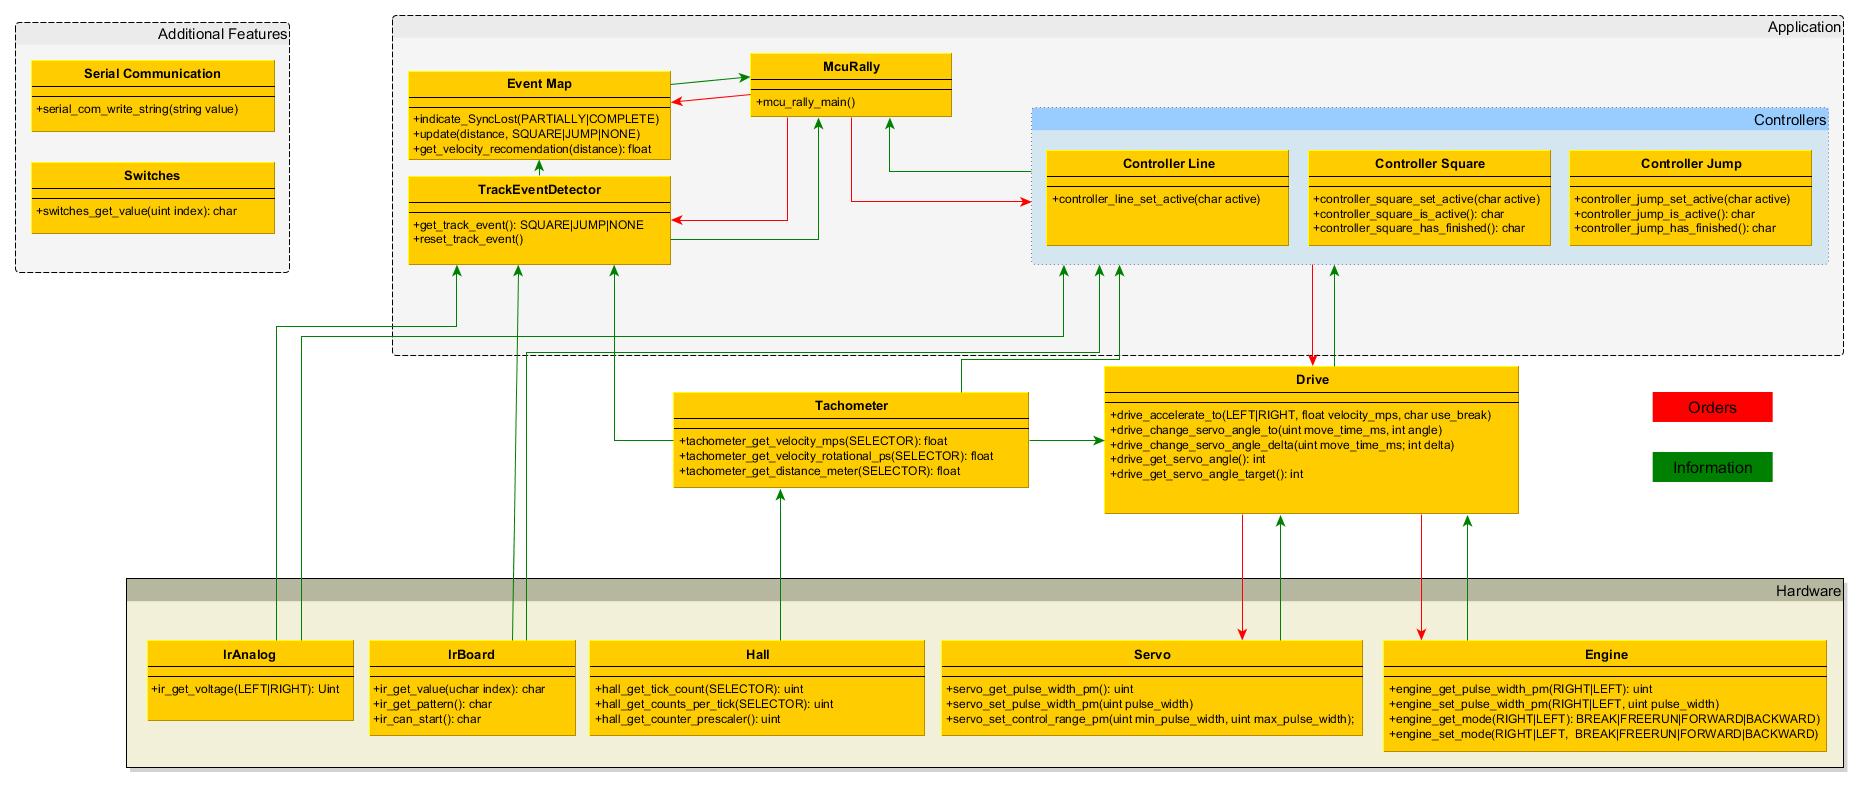 Additional Features
Serial Communication
+serial_com_write_string(string value)
Switches
+switches_get_value(uint index): char
Application
Event Map
+indicate_SyncLost(PARTIALLY|COMPLETE)
+update(distance, SQUARE|JUMP|NONE)
+get_velocity_recomendation(distance): float
McuRally
+mcu_rally_main()
TrackEventDetector
+get_track_event(): SQUARE|JUMP|NONE
+reset_track_event()
Controllers
Controller Line
+controller_line_set_active(char active)
Controller Square
+controller_square_set_active(char active)
+controller_square_is_active(): char
+controller_square_has_finished(): char
Controller Jump
+controller_jump_set_active(char active)
+controller_jump_is_active(): char
+controller_jump_has_finished(): char
Tachometer
+tachometer_get_velocity_mps(SELECTOR): float
+tachometer_get_velocity_rotational_ps(SELECTOR): float
+tachometer_get_distance_meter(SELECTOR): float
Drive
+drive_accelerate_to(LEFT|RIGHT, float velocity_mps, char use_break)
+drive_change_servo_angle_to(uint move_time_ms, int angle)
+drive_change_servo_angle_delta(uint move_time_ms; int delta)
+drive_get_servo_angle(): int
+drive_get_servo_angle_target(): int
Orders
Information
Hardware
IrAnalog
+ir_get_voltage(LEFT|RIGHT): Uint
IrBoard
+ir_get_value(uchar index): char
+ir_get_pattern(): char
+ir_can_start(): char
Hall
+hall_get_tick_count(SELECTOR): uint
+hall_get_counts_per_tick(SELECTOR): uint
+hall_get_counter_prescaler(): uint
Servo
+servo_get_pulse_width_pm(): uint
+servo_set_pulse_width_pm(uint pulse_width)
+servo_set_control_range_pm(uint min_pulse_width, uint max_pulse_width);
Engine
+engine_get_pulse_width_pm(RIGHT|LEFT): uint
+engine_set_pulse_width_pm(RIGHT|LEFT, uint pulse_width)
+engine_get_mode(RIGHT|LEFT): BREAK|FREERUN|FORWARD|BACKWARD)
+engine_set_mode(RIGHT|LEFT,  BREAK|FREERUN|FORWARD|BACKWARD)